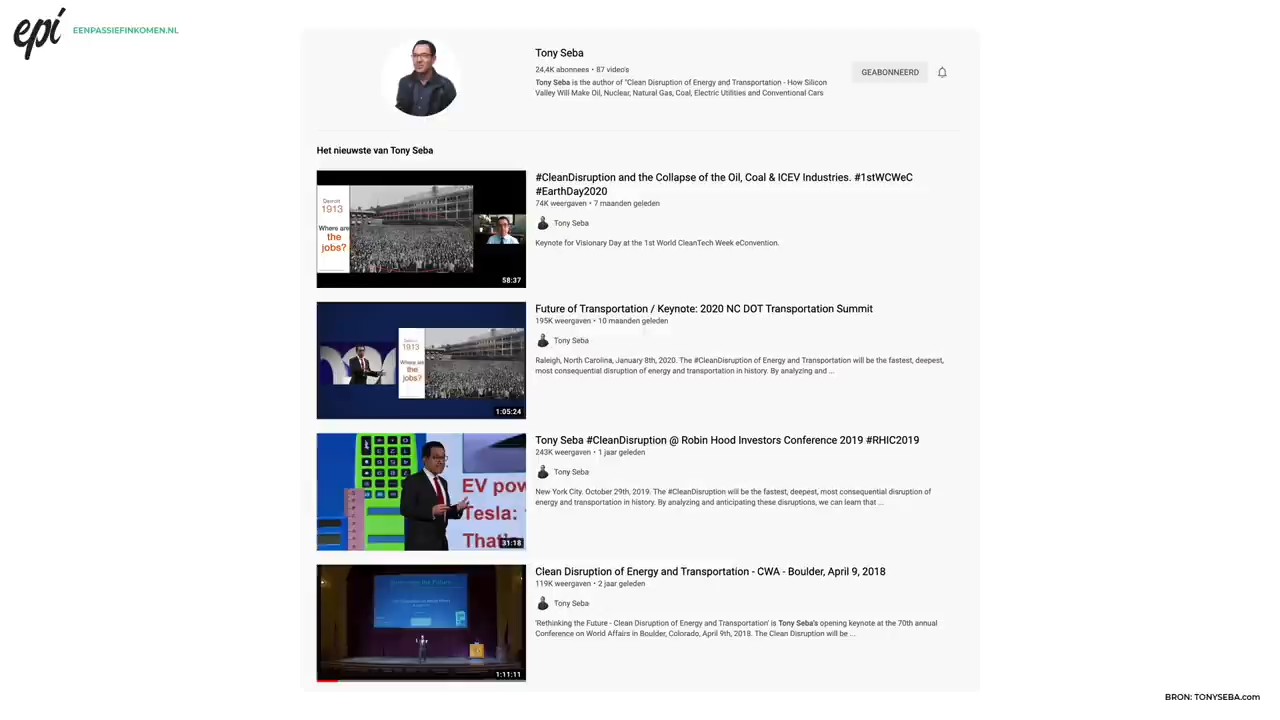 epi
EENPASSIEFINKOMEN.NL
Tony Seba
24,4K abonnees • 87 video's
Tony Seba is the author of "Clean Disruption of Energy and Transportation - How Silicon
Valley Will Make Oil, Nuclear, Natural Gas, Coal, Electric Utilities and Conventional Cars
GEABONNEERD
Het nieuwste van Tony Seba
Detroit
1913
Where are
the
jobs?
58:37
#CleanDisruption and the Collapse of the Oil, Coal & ICEV Industries. #1stWCWeC
#EarthDay2020
74K weergaven • 7 maanden geleden
Tony Seba
Keynote for Visionary Day at the 1st World CleanTech Week eConvention.
1913
Where are
the
jobs?
1:05:24
Future of Transportation / Keynote: 2020 NC DOT Transportation Summit
195K weergaven • 10 maanden geleden
Tony Seba
Raleigh, North Carolina, January 8th, 2020. The #CleanDisruption of Energy and Transportation will be the fastest, deepest,
most consequential disruption of energy and transportation in history. By analyzing and ...
EV pow
Tesla:
That's
31:18
Tony Seba #CleanDisruption @ Robin Hood Investors Conference 2019 #RHIC2019
243K weergaven • 1 jaar geleden
Tony Seba
New York City. October 29th, 2019. The #CleanDisruption will be the fastest, deepest, most consequential disruption of
energy and transportation in history. By analyzing and anticipating these disruptions, we can learn that ...
1:11:11
Clean Disruption of Energy and Transportation - CWA - Boulder, April 9, 2018
119K weergaven • 2 jaar geleden
Tony Seba
'Rethinking the Future - Clean Disruption of Energy and Transportation' is Tony Seba's opening keynote at the 70th annual
Conference on World Affairs in Boulder, Colorado, April 9th, 2018. The Clean Disruption will be ...
BRON: TONYSEBA.com